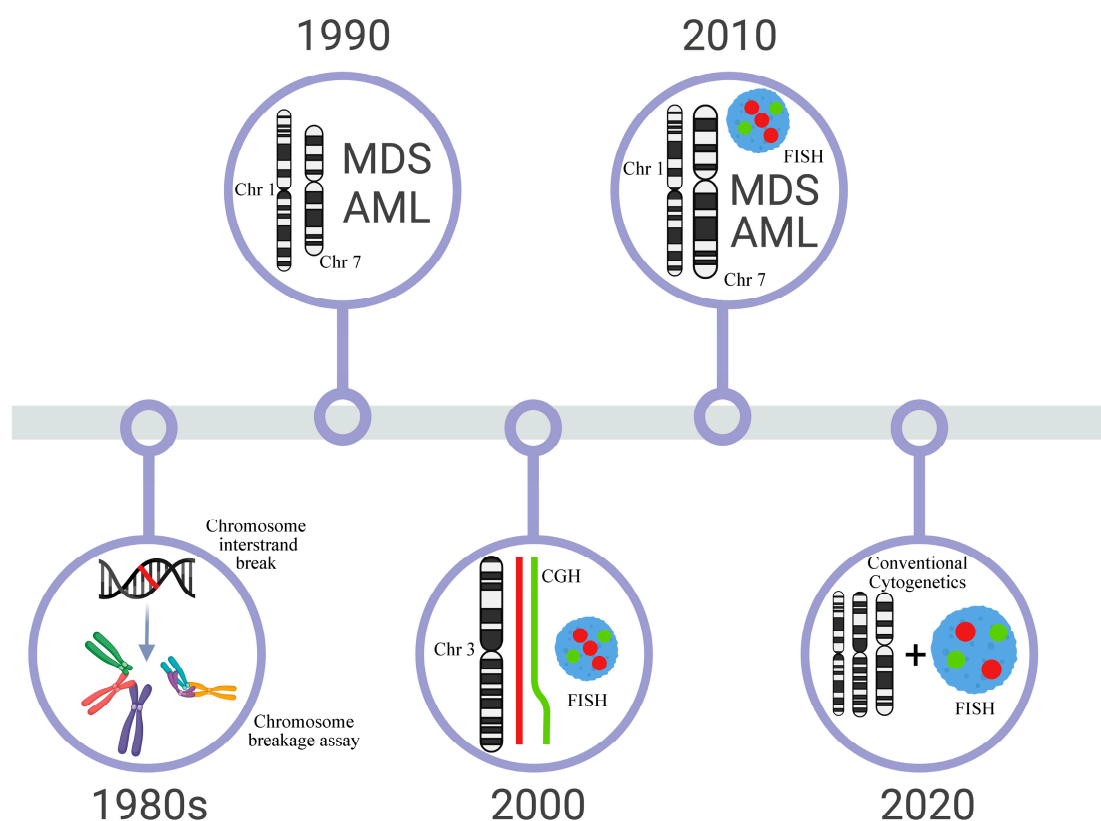 1990
2010
Chr 1
MDS
AML
Chr 7
FISH
Chr 1
MDS
AML
Chr 7
Chromosome
interstrand
break
Chromosome
breakage assay
1980s
CGH
Chr 3
FISH
2000
Conventional
Cytogenetics
+
FISH
2020